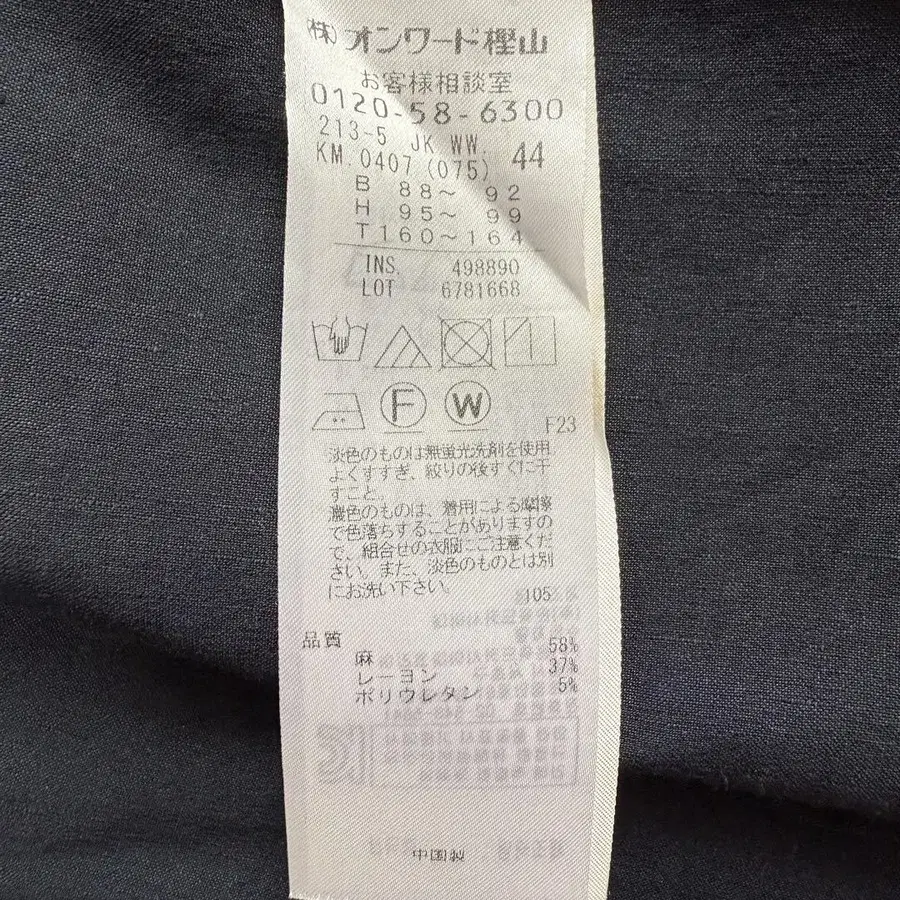 (株)オンワード樫山
お客様相談室
0120-58-6300
213-5 JK WW. 44
KM.0407 (075)
B 88～ 92
H 95～ 99
T160～164
INS. 498890
LOT 6781668
F W
F23
淡色のものは無蛍光洗剤を使用
よくすすぎ、絞りの後すぐに干
すこと。
濃色のものは、着用による摩擦
で色落ちすることがありますの
で、組合せの衣服にご注意くだ
さい。また、淡色のものとは別
にお洗い下さい。
105
品質
麻 58%
レーヨン 37%
ポリウレタン 5%
中国製